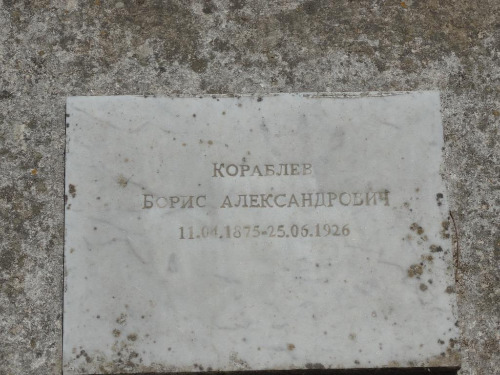 КОРАБЛЕВ
БОРИС АЛЕКСАНДРОВИЧ
11.04.1875-25.06.1926